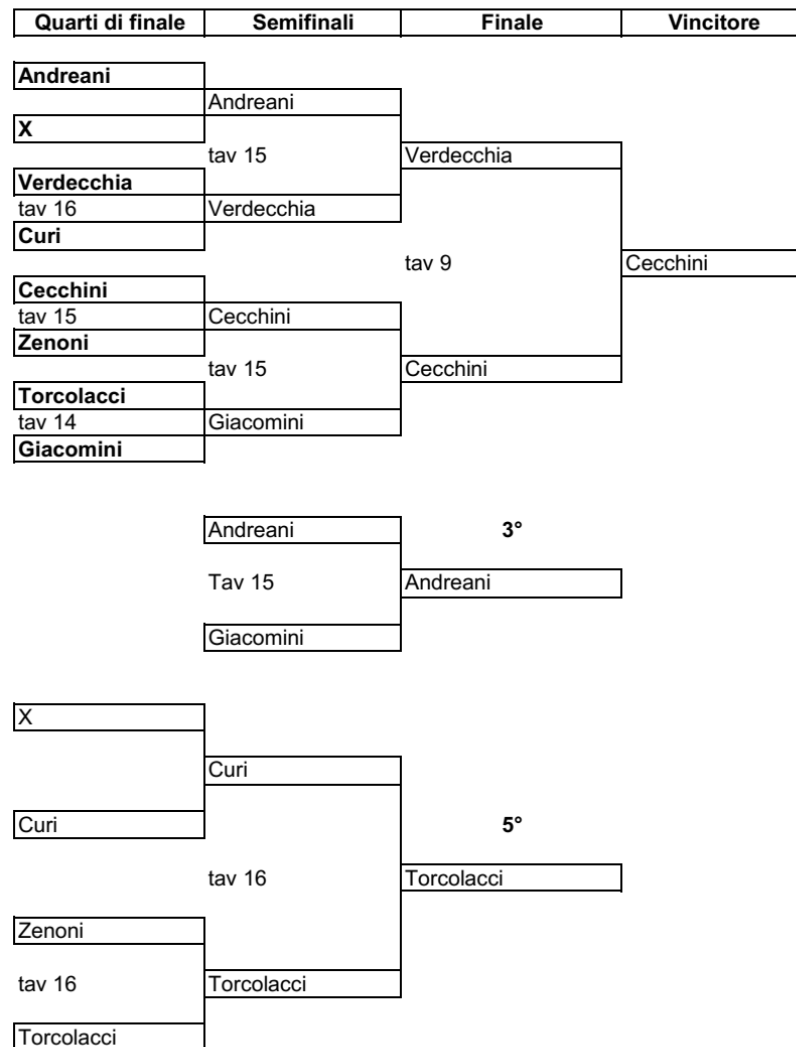 Quarti di finale Semifinali Finale Vincitore
Andreani
Andreani
X
tav 15 Verdecchia
Verdecchia
tav 16 Verdecchia
Curi
tav 9 Cecchini
Cecchini
tav 15 Cecchini
Zenoni
tav 15 Cecchini
Torcolacci
tav 14 Giacomini
Giacomini
Andreani 3°
Tav 15 Andreani
Giacomini
X
Curi
Curi 5°
tav 16 Torcolacci
Zenoni
tav 16 Torcolacci
Torcolacci